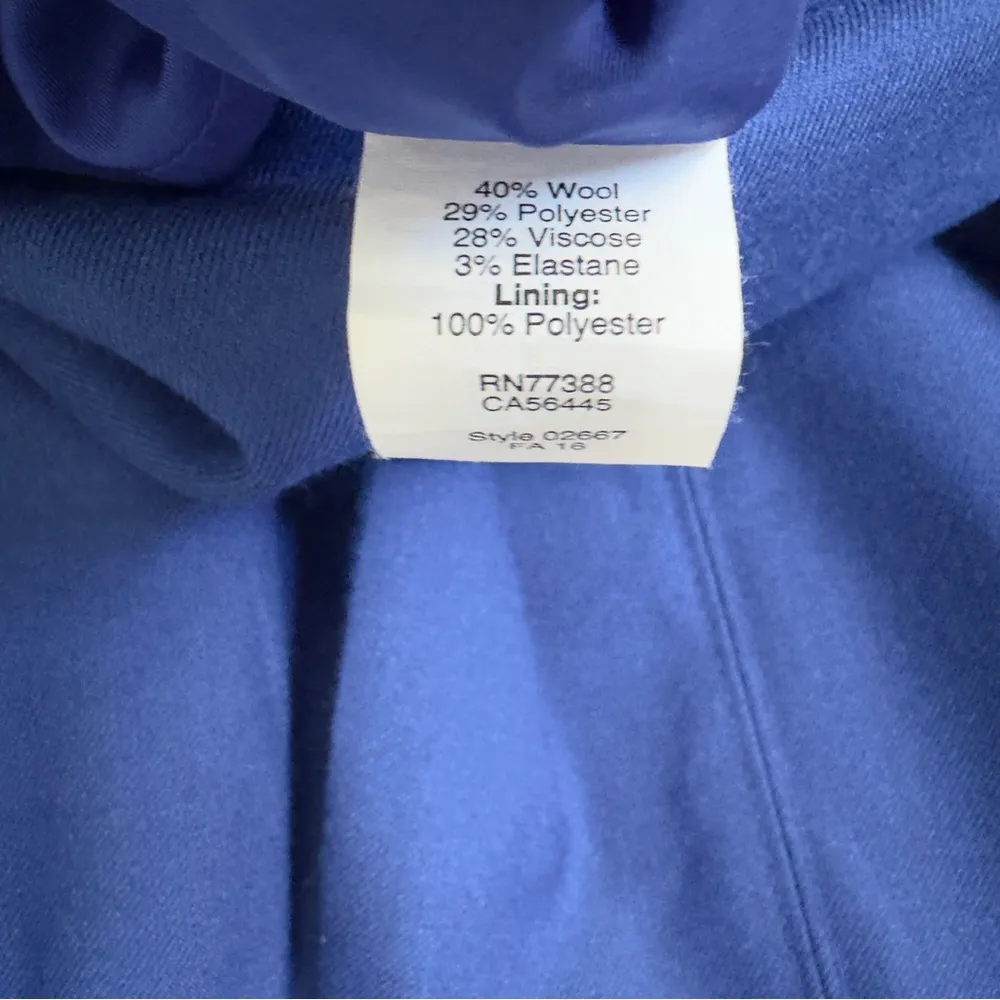 40% Wool
29% Polyester
28% Viscose
3% Elastane
Lining:
100% Polyester
RN77388
CA56445
Style 02667
FA 16